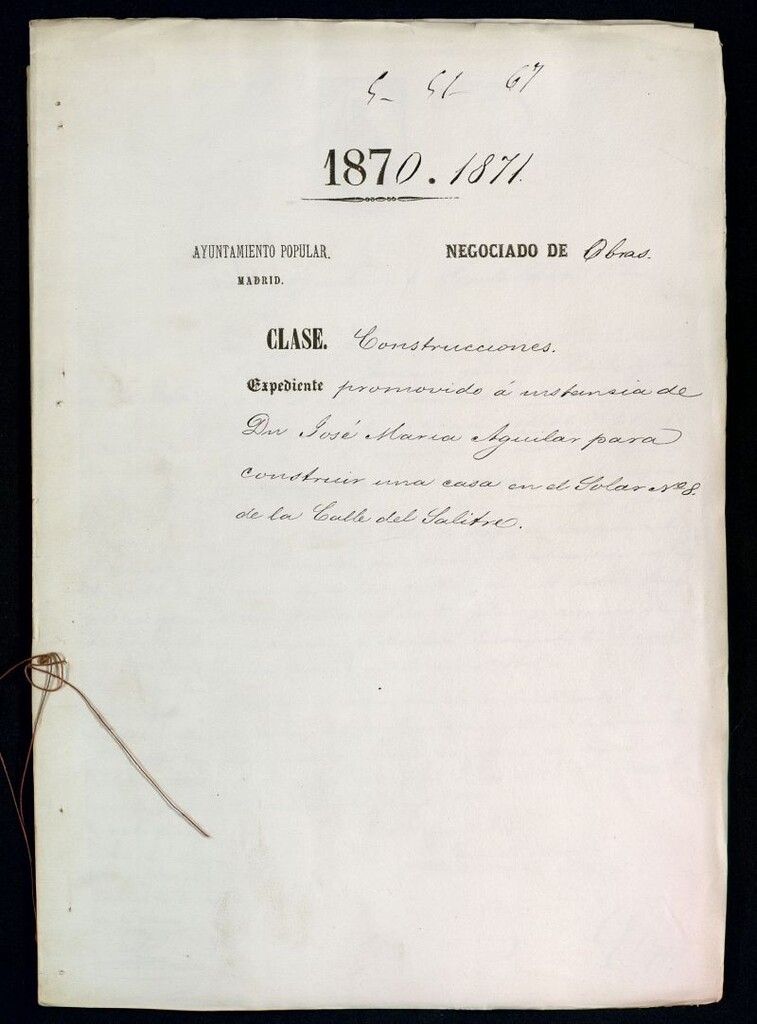 5- 51- 67
1870. 1871.
AYUNTAMIENTO POPULAR. NEGOCIADO DE Obras.
MADRID.
CLASE. Construcciones.
Expediente promovido á instancia de
Dn José Maria Aguilar para
construir una casa en el Solar Nº 8.
de la Calle del Salitre.